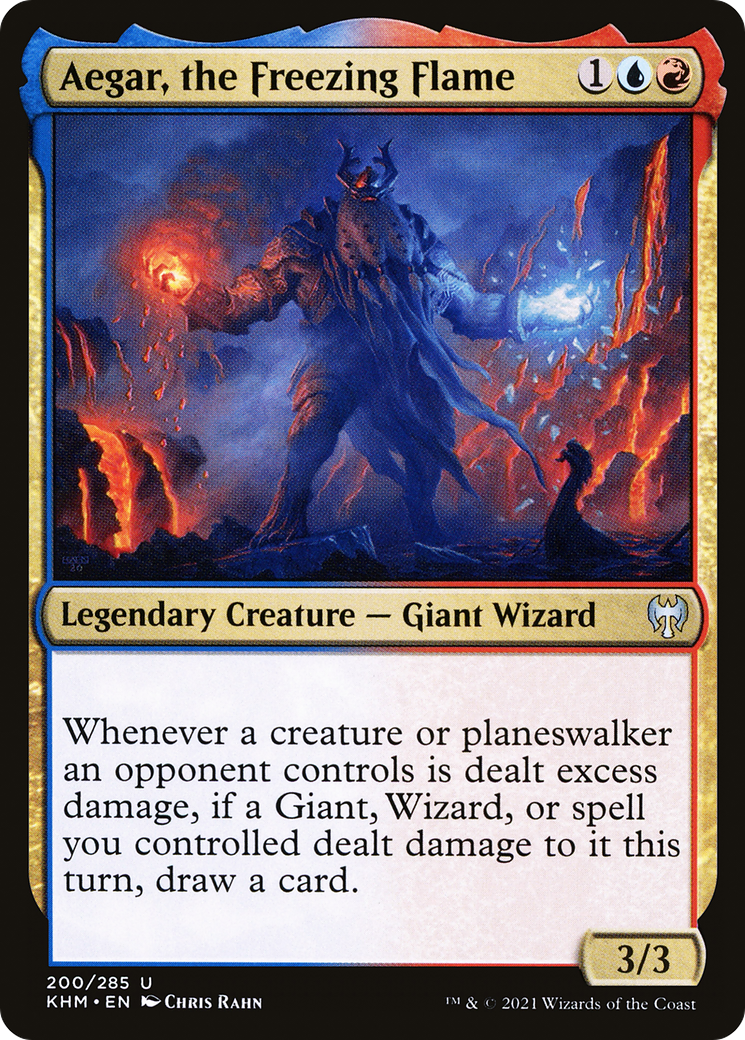 Aegar, the Freezing Flame 1
Legendary Creature — Giant Wizard
Whenever a creature or planeswalker
an opponent controls is dealt excess
damage, if a Giant, Wizard, or spell
you controlled dealt damage to it this
turn, draw a card.
3/3
200/285 U
KHM • EN Chris Rahn
™ & © 2021 Wizards of the Coast